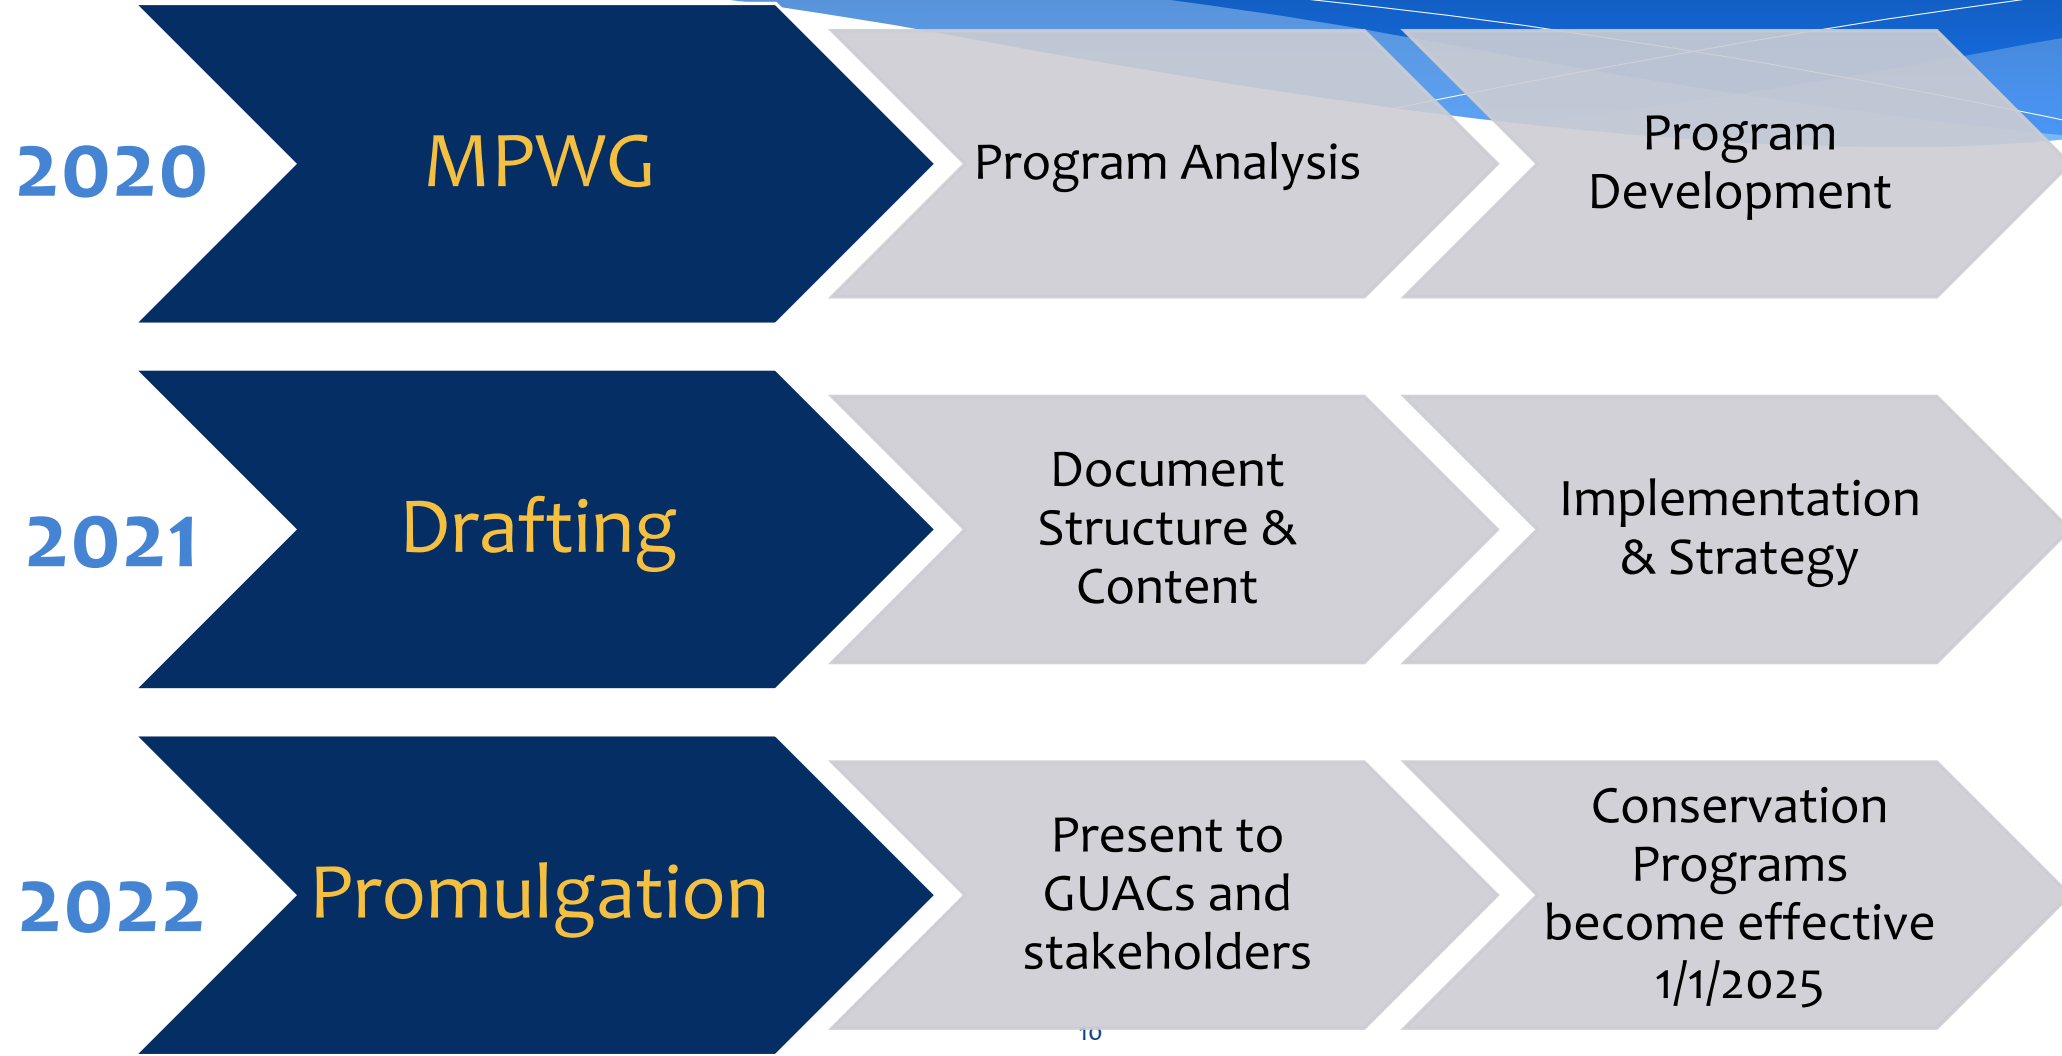 2020
MPWG
Program Analysis
Program
Development
2021
Drafting
Document
Structure &
Content
Implementation
& Strategy
2022
Promulgation
Present to
GUACs and
stakeholders
Conservation
Programs
become effective
1/1/2025
10